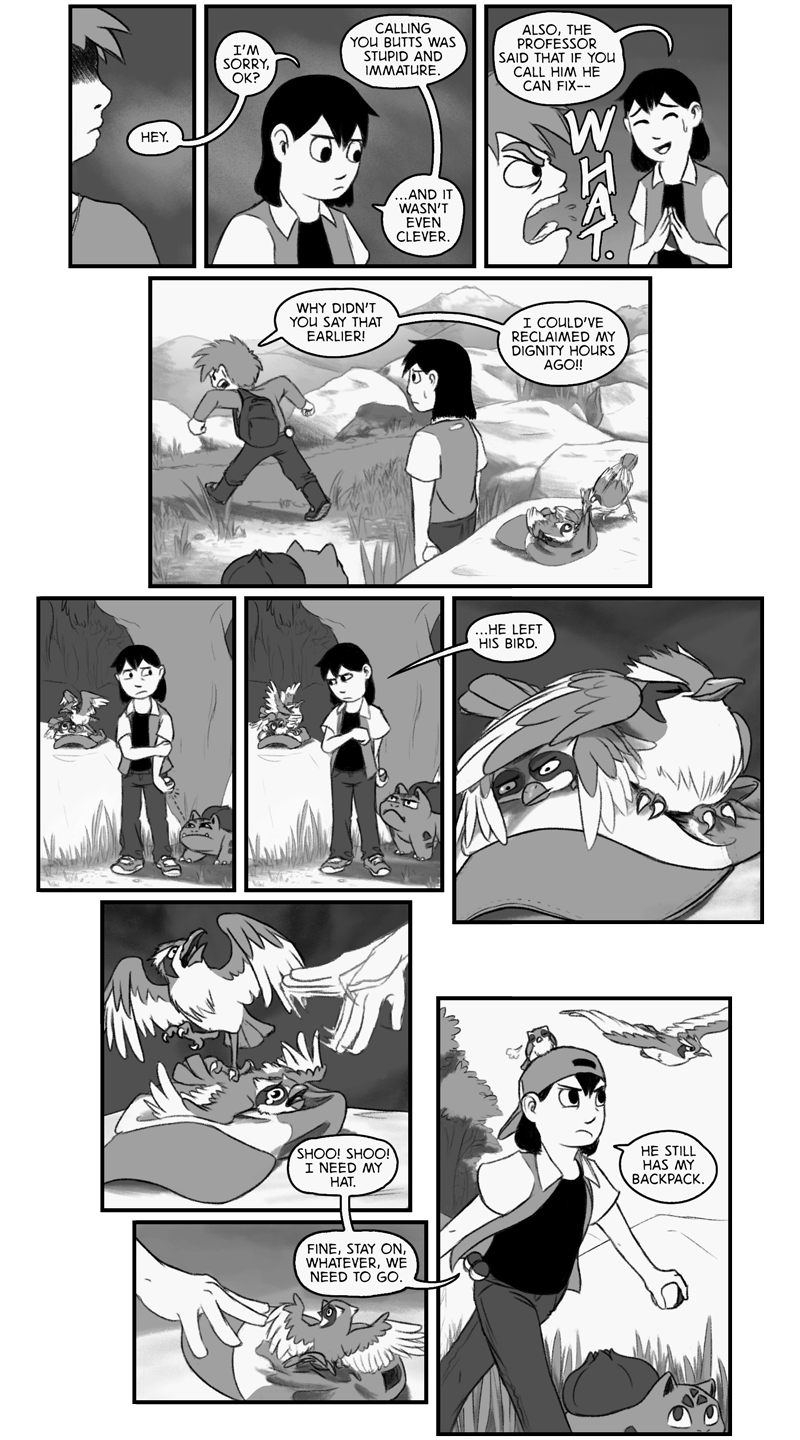 HEY.
I'M
SORRY,
OK?
CALLING
YOU BUTTS WAS
STUPID AND
IMMATURE.
...AND IT
WASN'T
EVEN
CLEVER.
ALSO, THE
PROFESSOR
SAID THAT IF YOU
CALL HIM HE
CAN FIX--
WHAT.
WHY DIDN'T
YOU SAY THAT
EARLIER!
I COULD'VE
RECLAIMED MY
DIGNITY HOURS
AGO!!
...HE LEFT
HIS BIRD.
SHOO! SHOO!
I NEED MY
HAT.
FINE, STAY ON,
WHATEVER, WE
NEED TO GO.
HE STILL
HAS MY
BACKPACK.